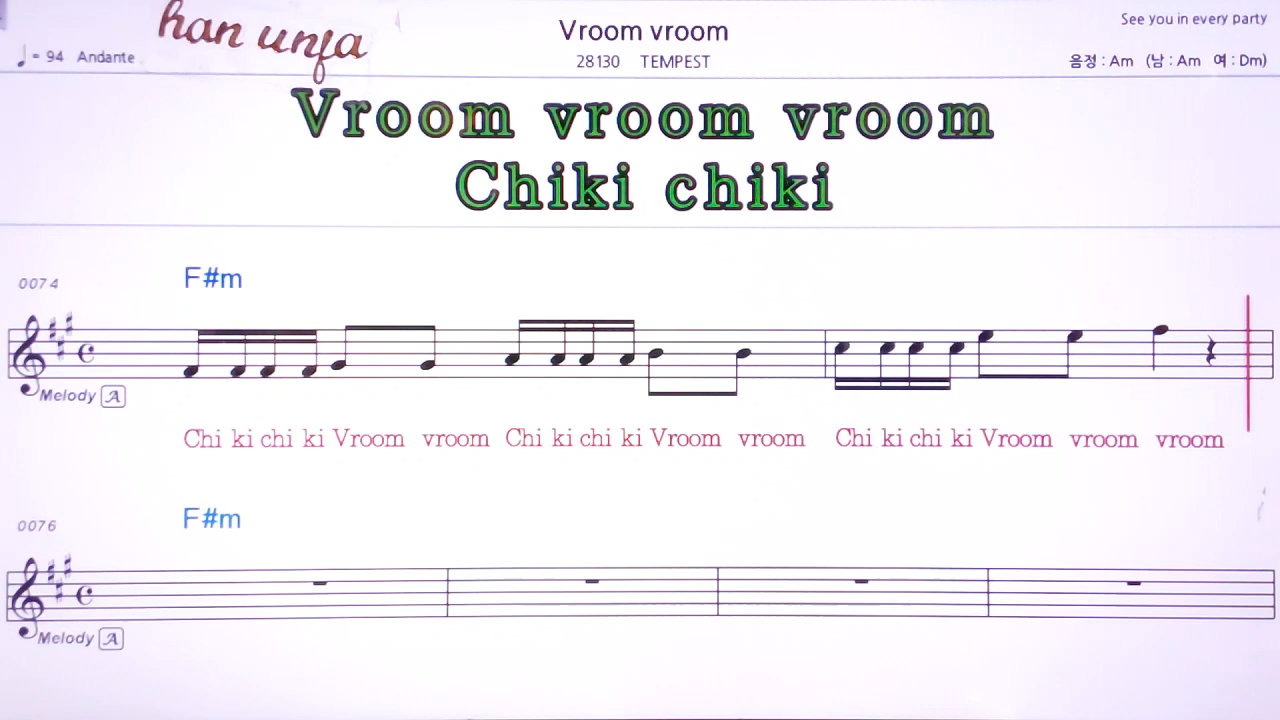 han unfa
Vroom vroom
See you in every party
♩= 94 Andante
28130 TEMPEST
음정 : Am (남 : Am 여 : Dm)
Vroom vroom vroom
Chiki chiki
0074
F#m
Melody A
Chi ki chi ki Vroom vroom Chi ki chi ki Vroom vroom Chi ki chi ki Vroom vroom vroom
0076
F#m
Melody A